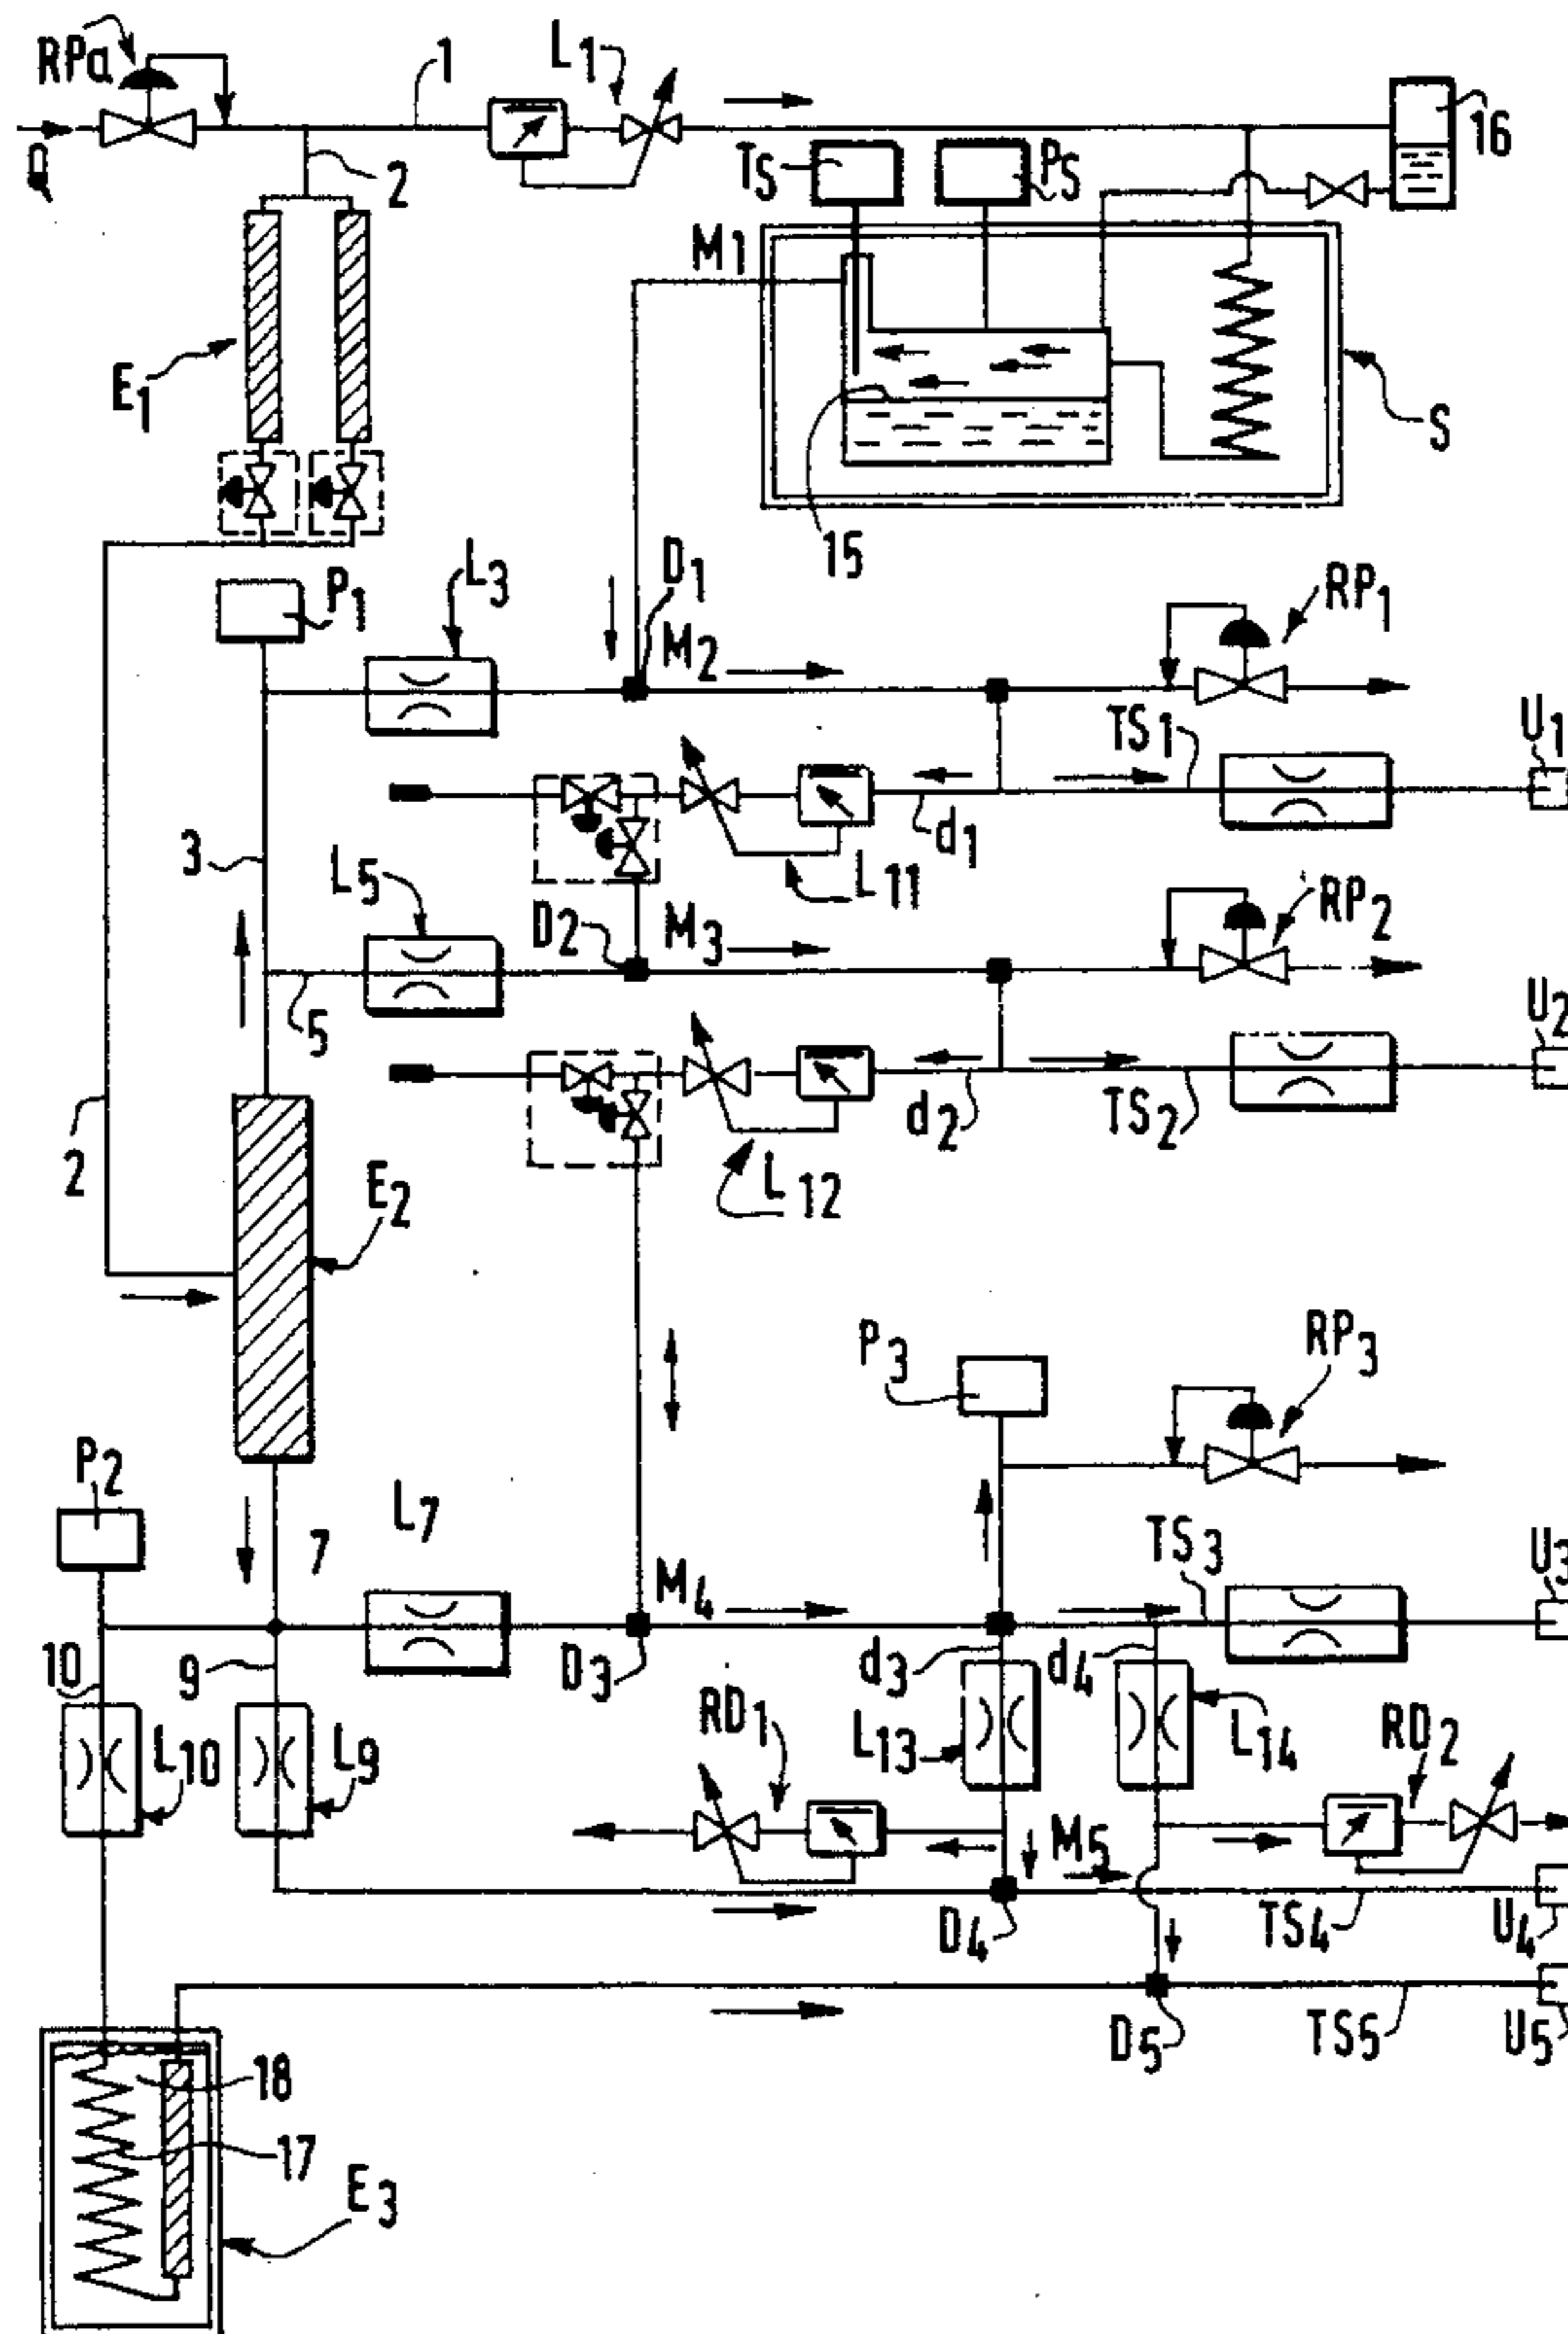 RPa
L1
1
Q
2
TS
PS
16
M1
E1
S
15
P1
L3
D1
M2
RP1
TS1
U1
3
d1
L5
L11
D2
M3
RP2
5
U2
d2
TS2
2
E2
L12
P3
RP3
P2
L7
7
TS3
U3
M4
10
9
D3
d3
d4
RD1
L10
L9
L13
L14
RD2
M5
D4
TS4
U4
D5
TS5
U5
18
17
E3